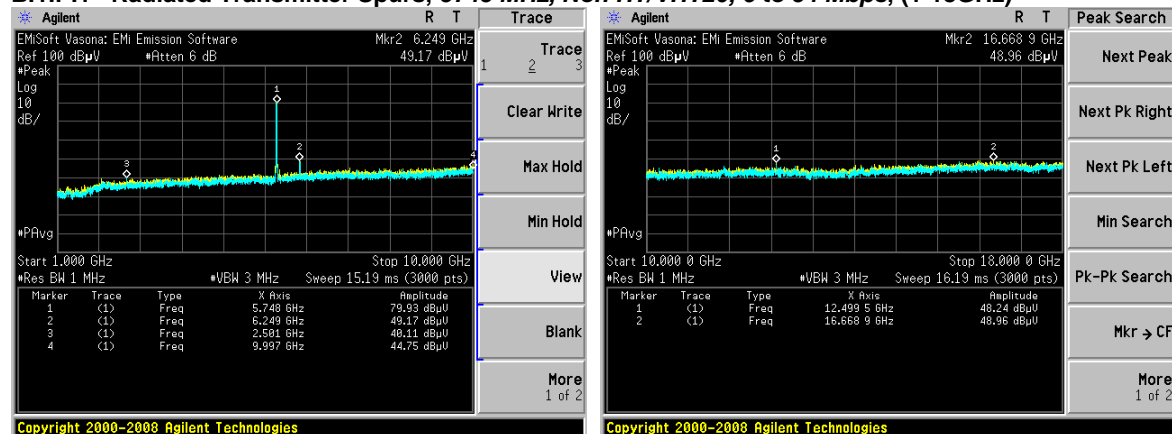 Agilent R T Trace
EMiSoft Vasona: EMi Emission Software Mkr2 6.249 GHz
Ref 100 dBµV #Atten 6 dB 49.17 dBµV
#Peak
Log
10
dB/
1
2
3
4
#PAvg
Start 1.000 GHz Stop 10.000 GHz
#Res BW 1 MHz #VBW 3 MHz Sweep 15.19 ms (3000 pts)
Marker Trace Type X Axis Amplitude
1 (1) Freq 5.748 GHz 79.93 dBµV
2 (1) Freq 6.249 GHz 49.17 dBµV
3 (1) Freq 2.501 GHz 40.11 dBµV
4 (1) Freq 9.997 GHz 44.75 dBµV
Trace
1 2 3
Clear Write
Max Hold
Min Hold
View
Blank
More
1 of 2
Copyright 2000-2008 Agilent Technologies
Agilent R T Peak Search
EMiSoft Vasona: EMi Emission Software Mkr2 16.668 9 GHz
Ref 100 dBµV #Atten 6 dB 48.96 dBµV
#Peak
Log
10
dB/
1
2
#PAvg
Start 10.000 0 GHz Stop 18.000 0 GHz
#Res BW 1 MHz #VBW 3 MHz Sweep 16.19 ms (3000 pts)
Marker Trace Type X Axis Amplitude
1 (1) Freq 12.499 5 GHz 48.24 dBµV
2 (1) Freq 16.668 9 GHz 48.96 dBµV
Next Peak
Next Pk Right
Next Pk Left
Min Search
Pk-Pk Search
Mkr → CF
More
1 of 2
Copyright 2000-2008 Agilent Technologies